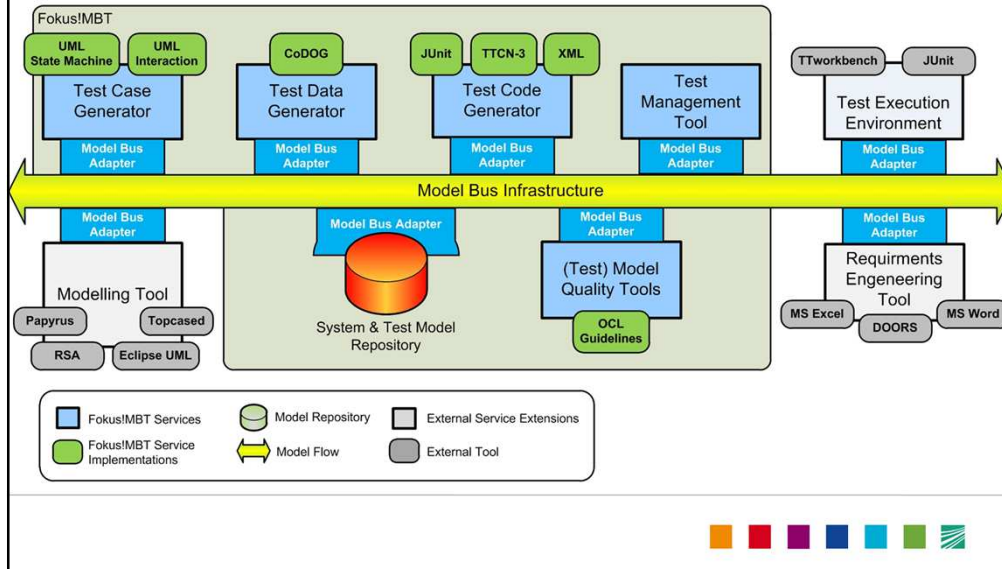 Fokus!MBT
UML
State Machine
UML
Interaction
Test Case
Generator
Model Bus
Adapter
CoDOG
Test Data
Generator
Model Bus
Adapter
JUnit
TTCN-3
XML
Test Code
Generator
Model Bus
Adapter
Test
Management
Tool
Model Bus
Adapter
TTworkbench
JUnit
Test Execution
Environment
Model Bus
Adapter
Model Bus Infrastructure
Model Bus
Adapter
Modelling Tool
Papyrus
Topcased
RSA
Eclipse UML
Model Bus Adapter
System & Test Model
Repository
Model Bus
Adapter
(Test) Model
Quality Tools
OCL
Guidelines
Model Bus
Adapter
Requirments
Engeneering
Tool
MS Excel
MS Word
DOORS
Fokus!MBT Services
Model Repository
External Service Extensions
Fokus!MBT Service
Implementations
Model Flow
External Tool